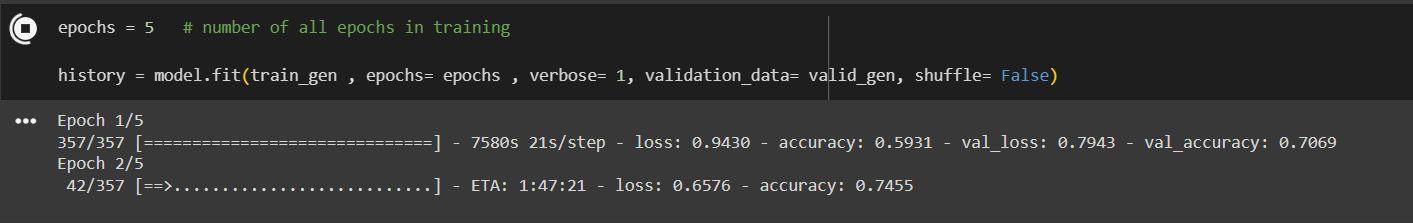 epochs = 5   # number of all epochs in training
history = model.fit(train_gen , epochs= epochs , verbose= 1, validation_data= valid_gen, shuffle= False)
Epoch 1/5
357/357 [==============================] - 7580s 21s/step - loss: 0.9430 - accuracy: 0.5931 - val_loss: 0.7943 - val_accuracy: 0.7069
Epoch 2/5
 42/357 [==>...........................] - ETA: 1:47:21 - loss: 0.6576 - accuracy: 0.7455